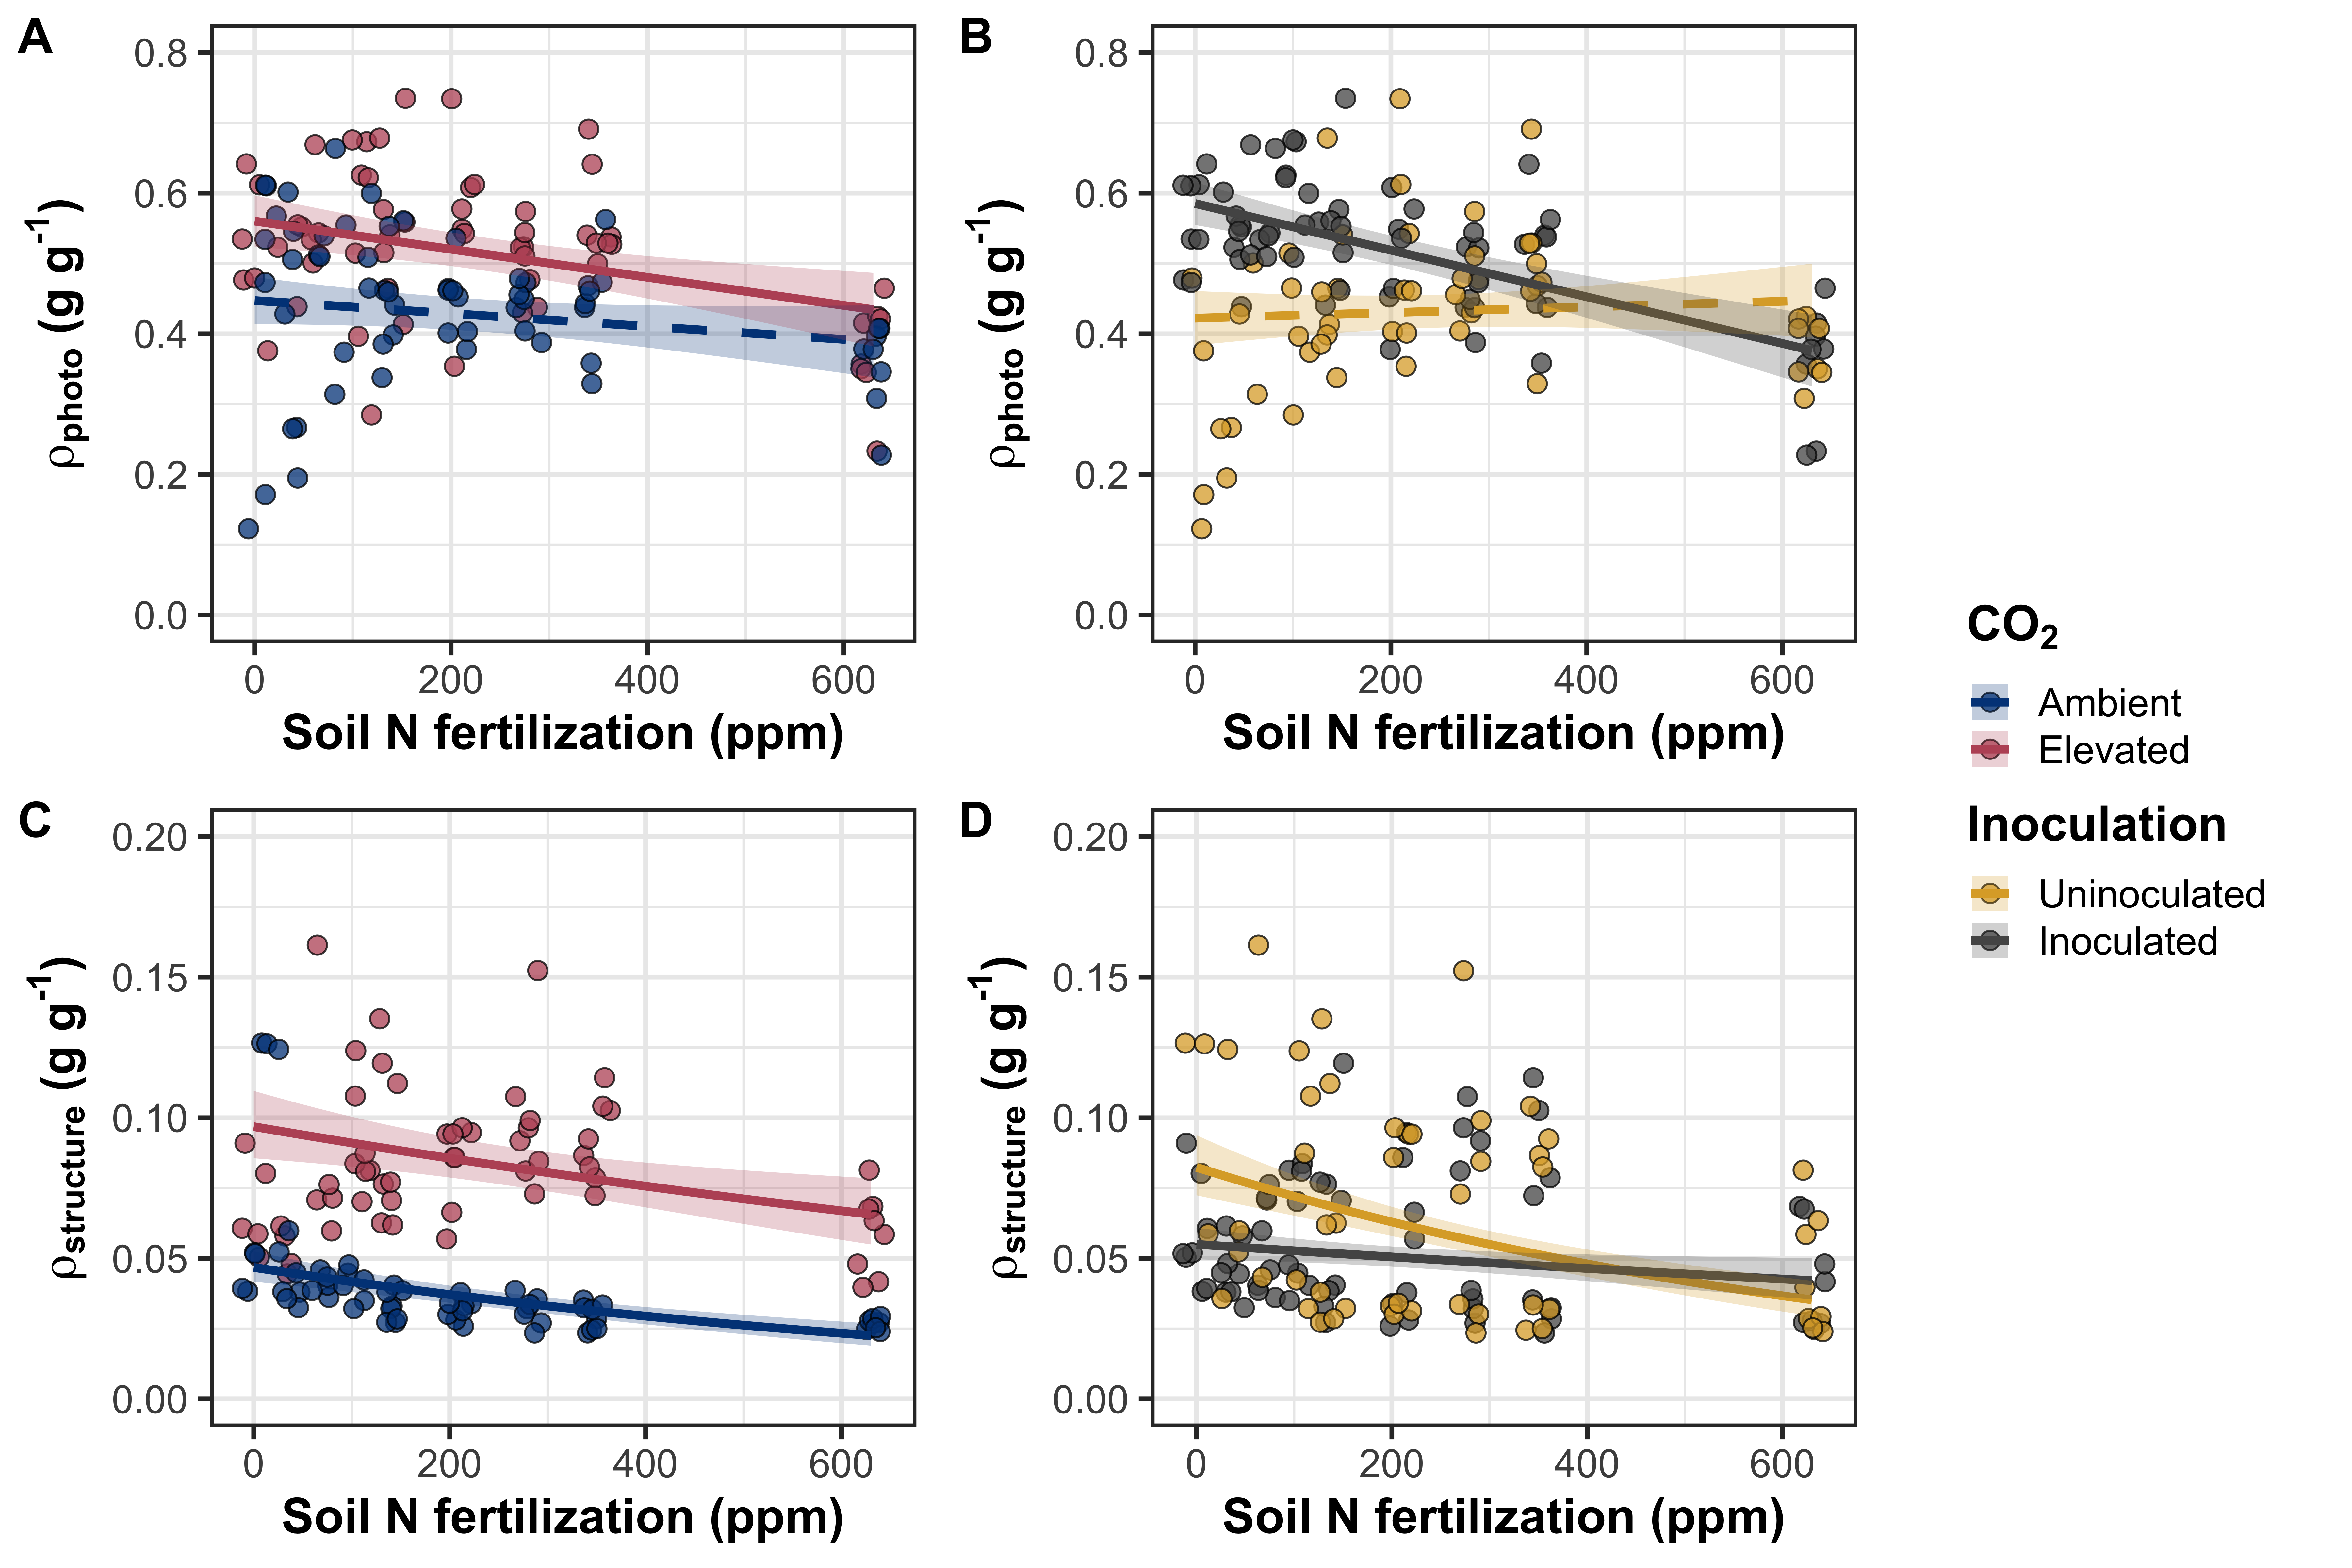 A
0.8
0.6
0.4
0.2
0.0
ρphoto (g g-1)
0 200 400 600
Soil N fertilization (ppm)
B
0.8
0.6
0.4
0.2
0.0
ρphoto (g g-1)
0 200 400 600
Soil N fertilization (ppm)
C
0.20
0.15
0.10
0.05
0.00
ρstructure (g g-1)
0 200 400 600
Soil N fertilization (ppm)
D
0.20
0.15
0.10
0.05
0.00
ρstructure (g g-1)
0 200 400 600
Soil N fertilization (ppm)
CO2
Ambient
Elevated
Inoculation
Uninoculated
Inoculated